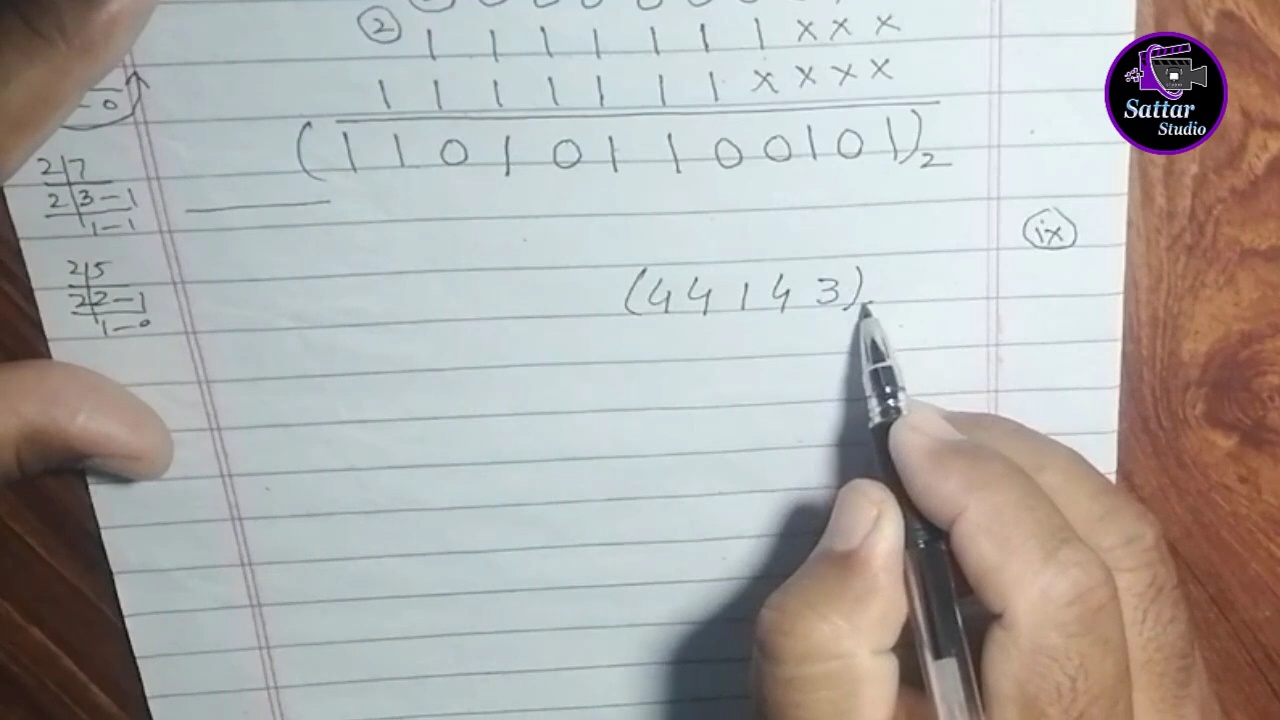 ② 1 1 1 1 1 1 1 x x x
1 1 1 1 1 1 1 x x x x
(1 1 0 1 0 1 1 0 0 1 0 1)₂
- 0
2 7
2 3 - 1
1 - 1
2 5
2 2 - 1
1 - 0
ix
(4 4 1 4 3)
Sattar
Studio